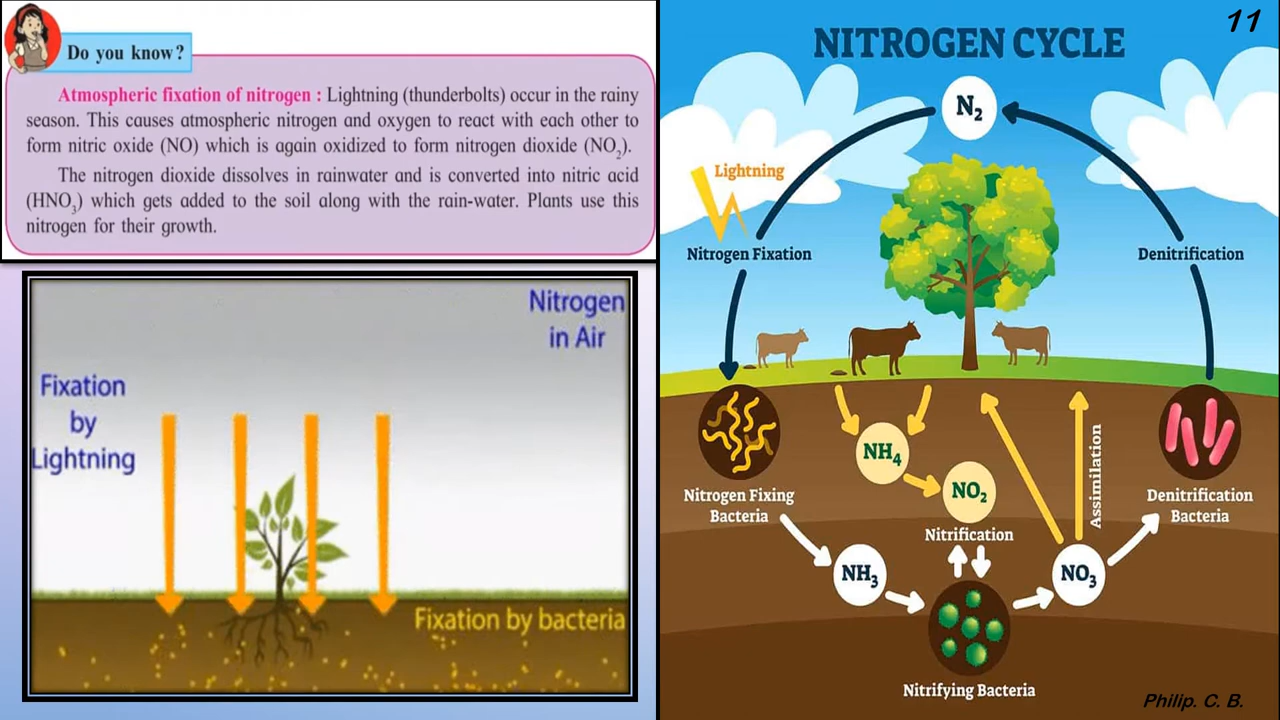 Do you know?
Atmospheric fixation of nitrogen : Lightning (thunderbolts) occur in the rainy
season. This causes atmospheric nitrogen and oxygen to react with each other to
form nitric oxide (NO) which is again oxidized to form nitrogen dioxide (NO₂).
The nitrogen dioxide dissolves in rainwater and is converted into nitric acid
(HNO₃) which gets added to the soil along with the rain-water. Plants use this
nitrogen for their growth.
Nitrogen
in Air
Fixation
by
Lightning
Fixation by bacteria
11
NITROGEN CYCLE
N₂
Lightning
Nitrogen Fixation
Denitrification
NH₄
NO₂
Nitrification
Assimilation
Nitrogen Fixing
Bacteria
Denitrification
Bacteria
NH₃
NO₃
Nitrifying Bacteria
Philip. C. B.